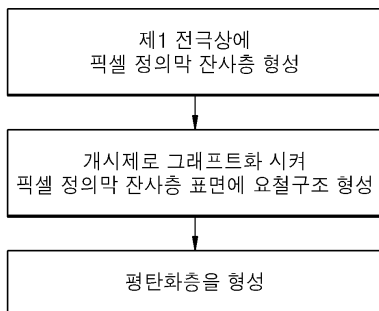 제1 전극상에
픽셀 정의막 잔사층 형성
개시제로 그래프트화 시켜
픽셀 정의막 잔사층 표면에 요철구조 형성
평탄화층을 형성